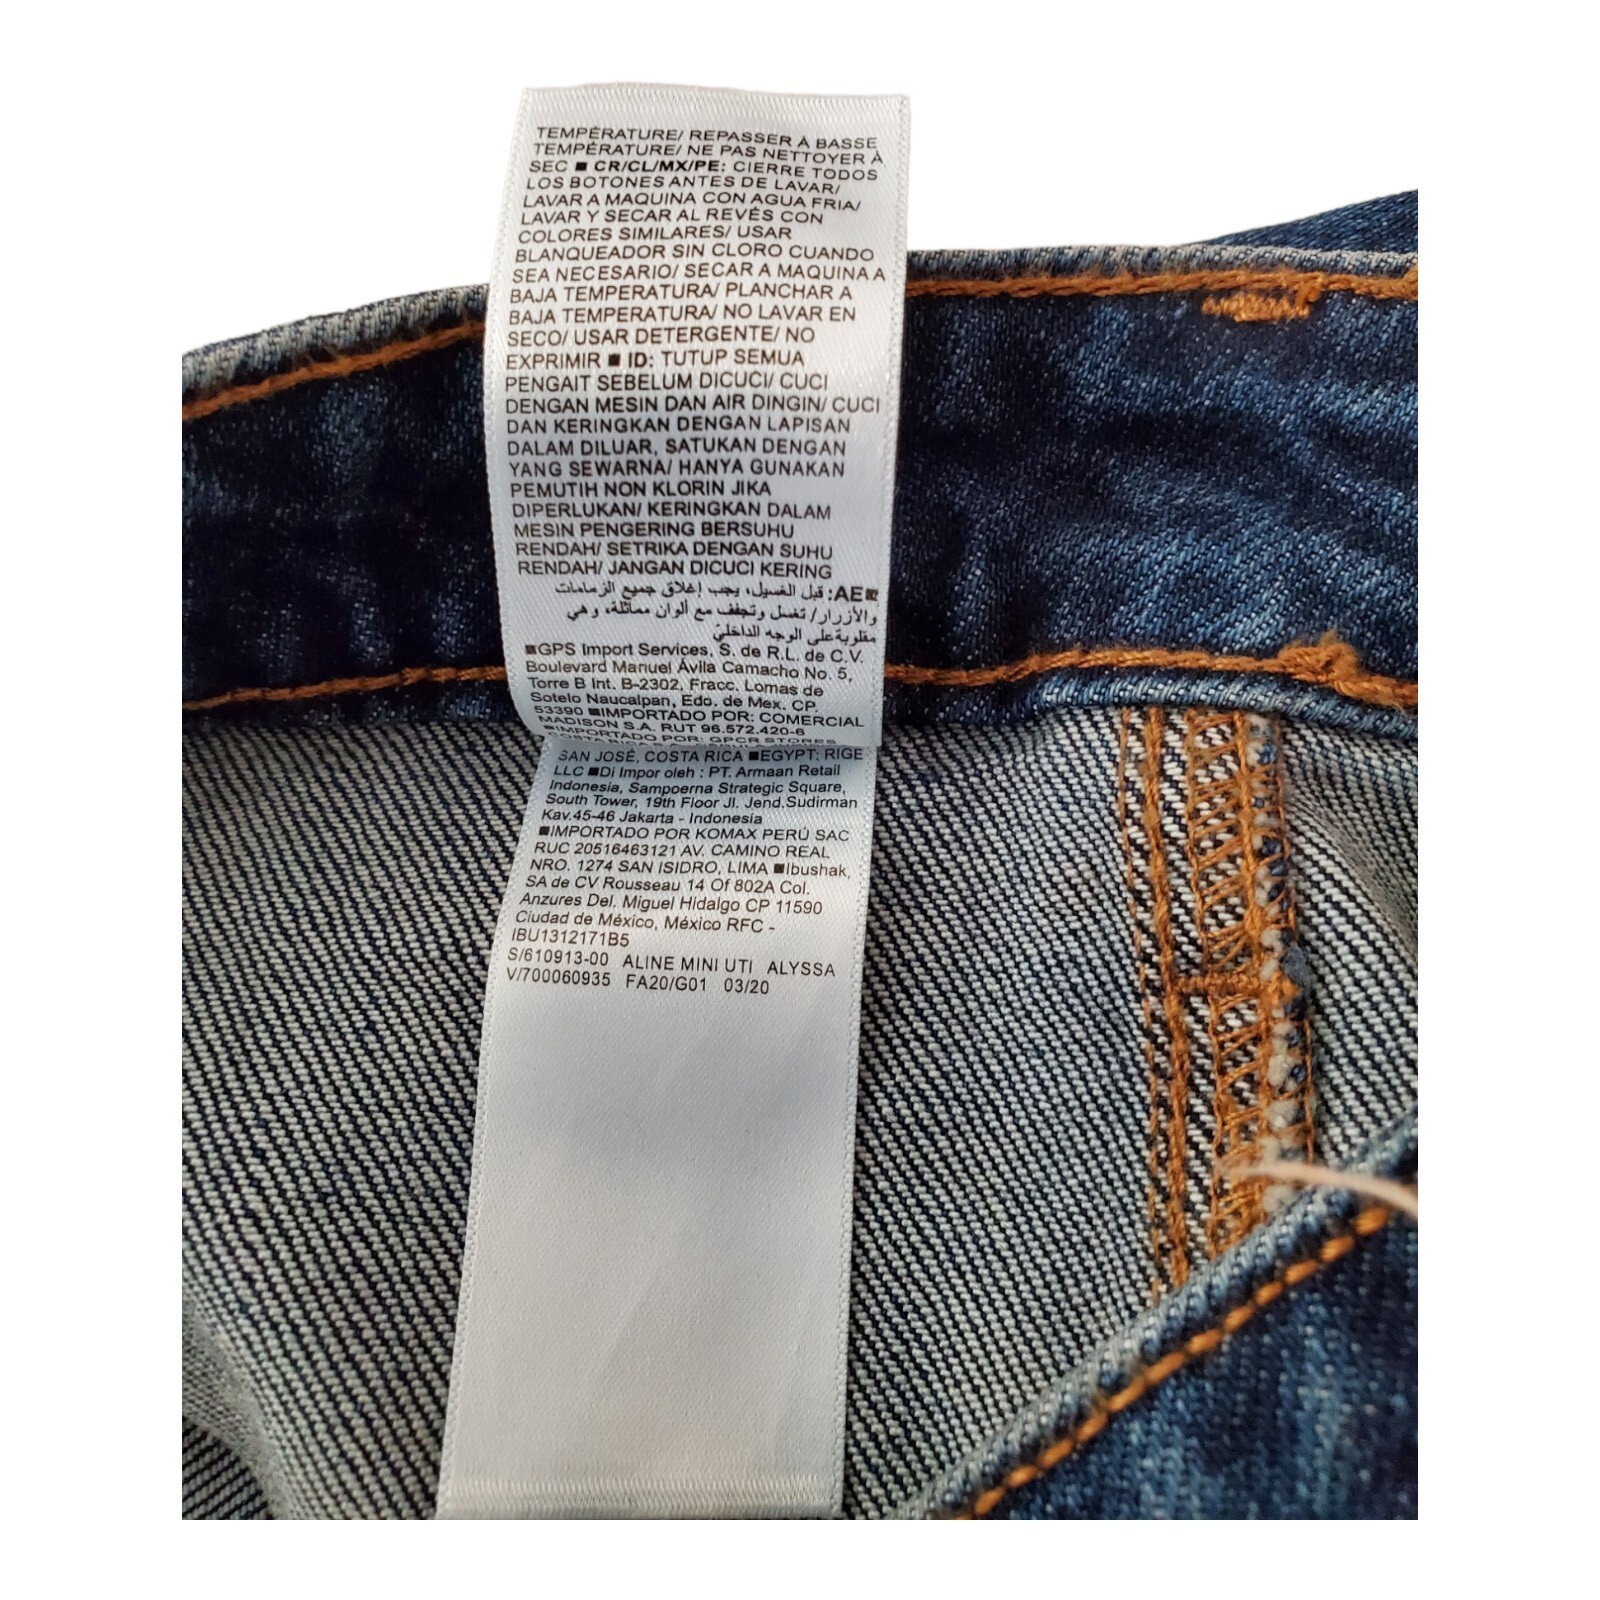 TEMPÉRATURE/ REPASSER À BASSE
TEMPÉRATURE/ NE PAS NETTOYER À
SEC ■ CR/CL/MX/PE: CIERRE TODOS
LOS BOTONES ANTES DE LAVAR/
LAVAR A MAQUINA CON AGUA FRIA/
LAVAR Y SECAR AL REVÉS CON
COLORES SIMILARES/ USAR
BLANQUEADOR SIN CLORO CUANDO
SEA NECESARIO/ SECAR A MAQUINA A
BAJA TEMPERATURA/ PLANCHAR A
BAJA TEMPERATURA/ NO LAVAR EN
SECO/ USAR DETERGENTE/ NO
EXPRIMIR ■ ID: TUTUP SEMUA
PENGAIT SEBELUM DICUCI/ CUCI
DENGAN MESIN DAN AIR DINGIN/ CUCI
DAN KERINGKAN DENGAN LAPISAN
DALAM DILUAR, SATUKAN DENGAN
YANG SEWARNA/ HANYA GUNAKAN
PEMUTIH NON KLORIN JIKA
DIPERLUKAN/ KERINGKAN DALAM
MESIN PENGERING BERSUHU
RENDAH/ SETRIKA DENGAN SUHU
RENDAH/ JANGAN DICUCI KERING
■AE: قبل الغسيل، يجب إغلاق جميع الزمامات
والأزرار/ تغسل وتجفف مع ألوان مماثلة، وهي
مقلوبة على الوجه الداخليّ
■GPS Import Services, S. de R.L. de C.V.
Boulevard Manuel Ávila Camacho No. 5,
Torre B Int. B-2302, Fracc. Lomas de
Sotelo Naucalpan, Edo. de Mex. CP.
53390 ■IMPORTADO POR: COMERCIAL
MADISON S.A. RUT 96.572.420-6
■IMPORTADO POR: GPCR STORES
COSTA RICA
SAN JOSÉ, COSTA RICA ■EGYPT: RIGE
LLC ■Di Impor oleh : PT. Armaan Retail
Indonesia, Sampoerna Strategic Square,
South Tower, 19th Floor Jl. Jend.Sudirman
Kav.45-46 Jakarta - Indonesia
■IMPORTADO POR KOMAX PERÚ SAC
RUC 20516463121 AV. CAMINO REAL
NRO. 1274 SAN ISIDRO, LIMA ■Ibushak,
SA de CV Rousseau 14 Of 802A Col.
Anzures Del. Miguel Hidalgo CP 11590
Ciudad de México, México RFC -
IBU1312171B5
S/610913-00 ALINE MINI UTI ALYSSA
V/700060935 FA20/G01 03/20